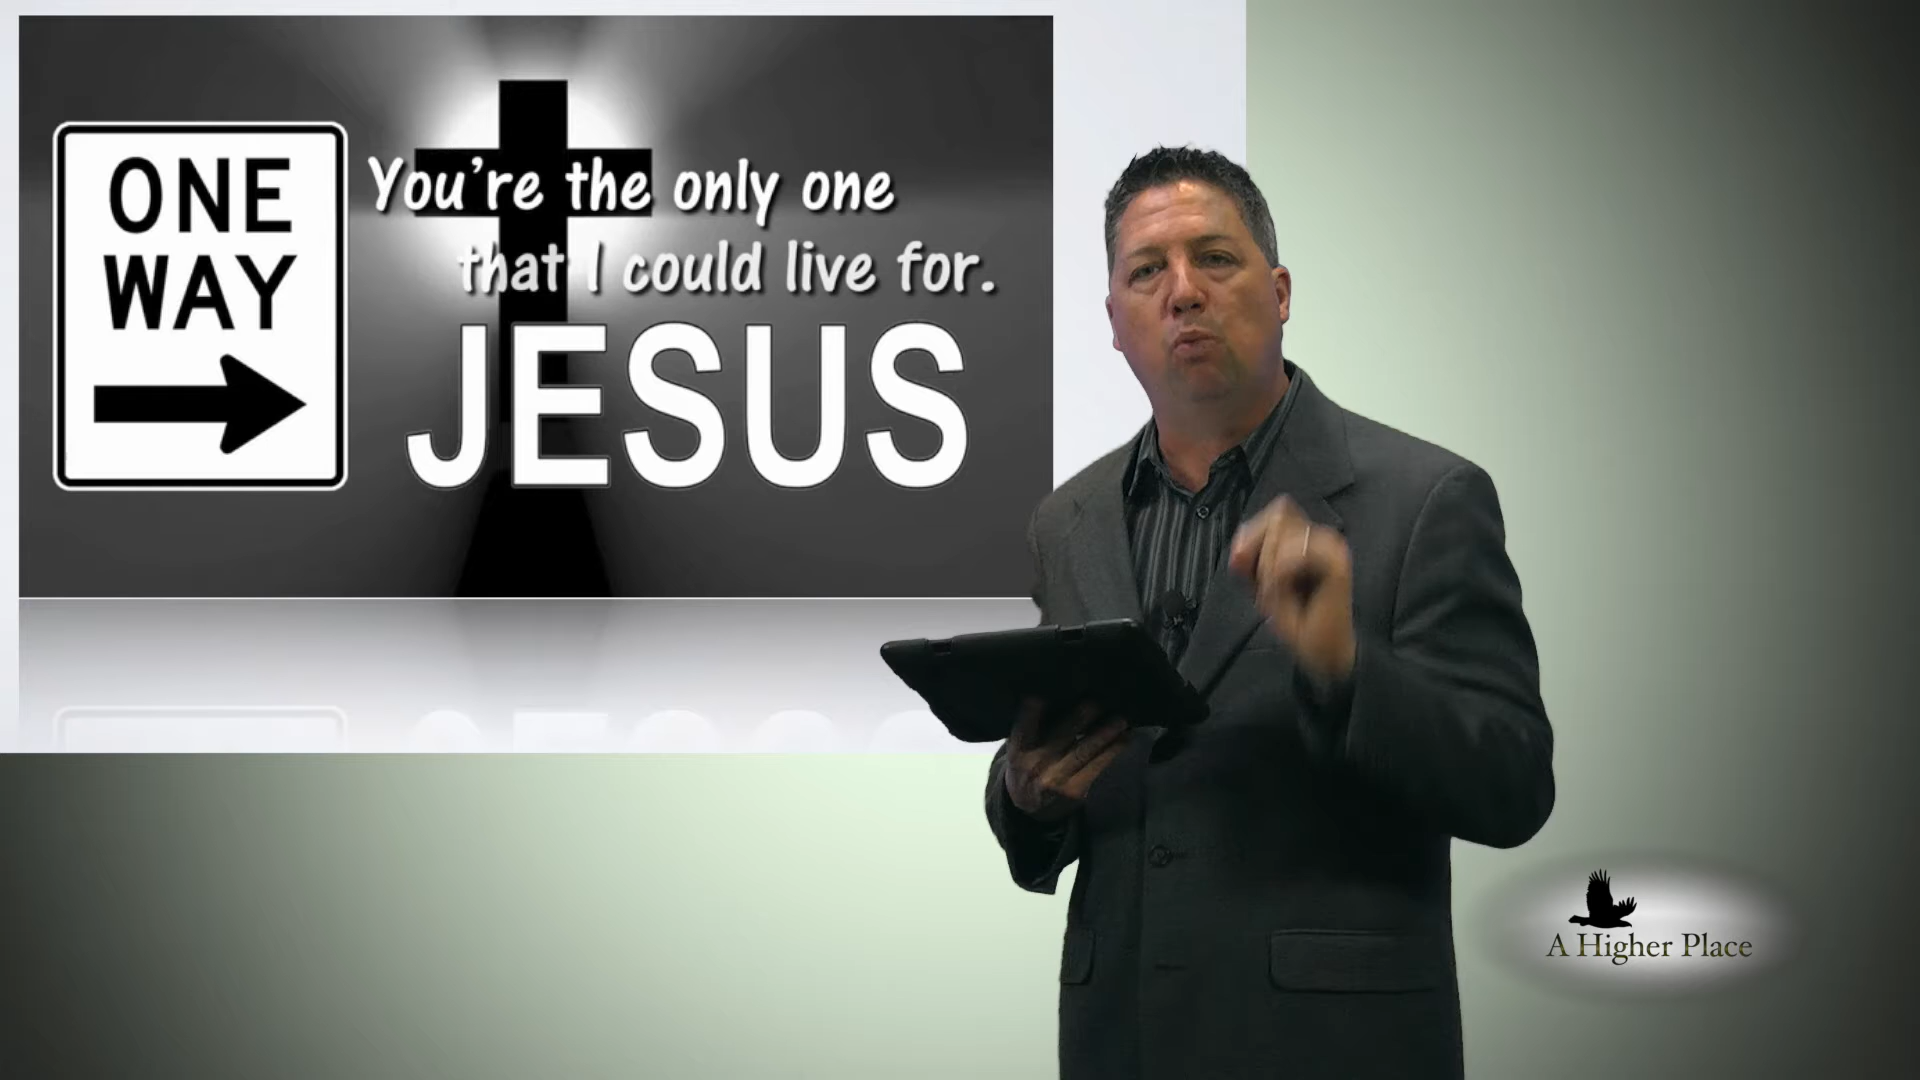 ONE
WAY
You're the only one
that I could live for.
JESUS
A Higher Place